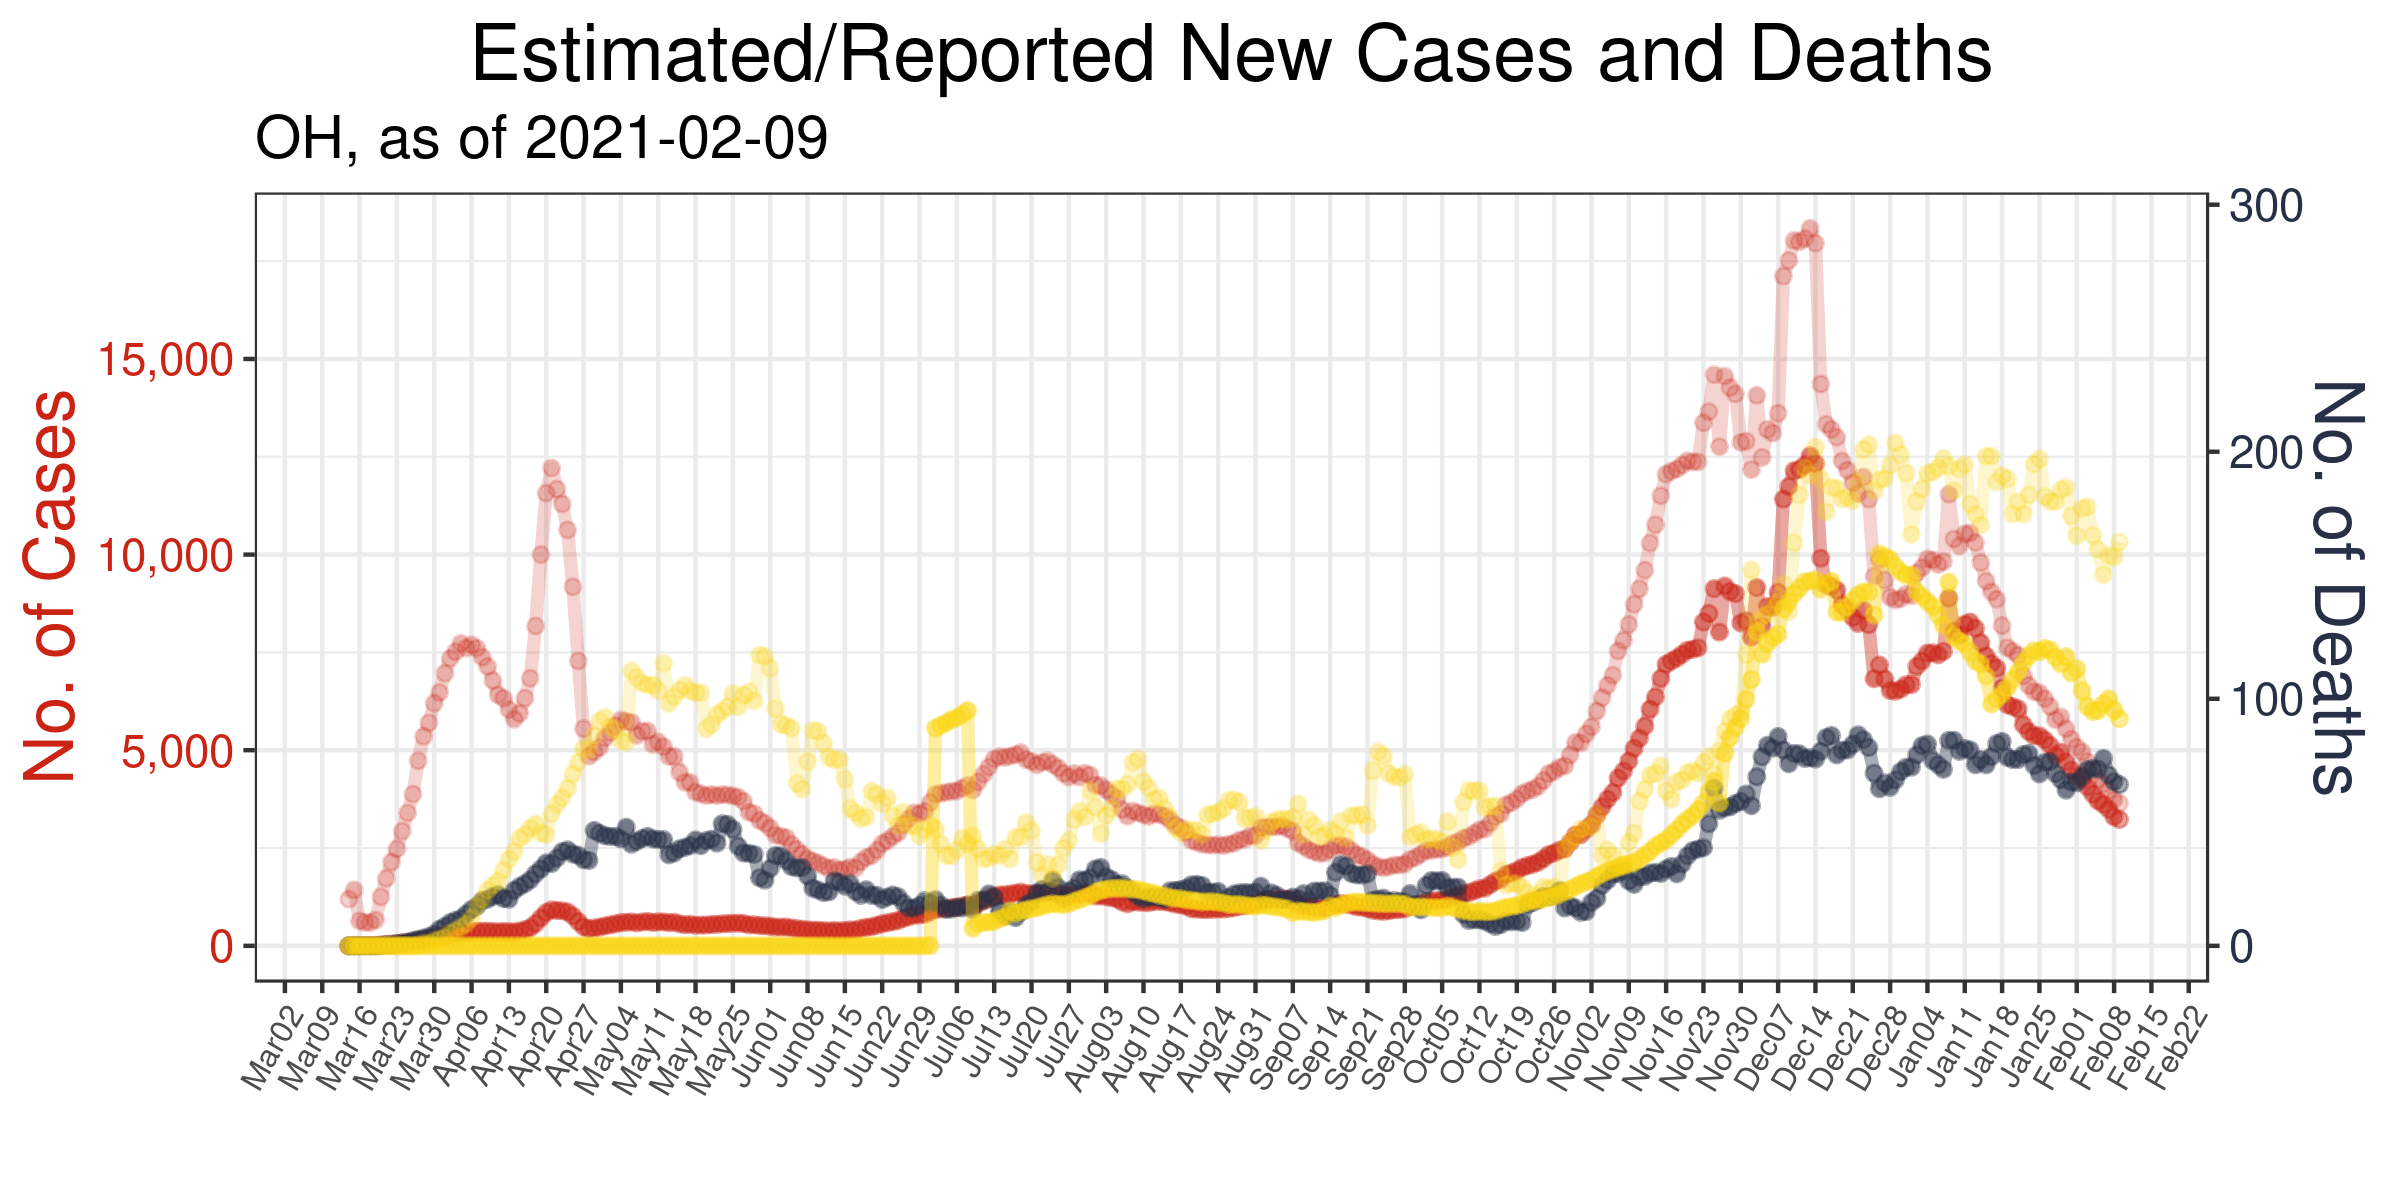 Estimated/Reported New Cases and Deaths
OH, as of 2021-02-09
No. of Cases
15,000
10,000
5,000
0
300
200
100
0
No. of Deaths
Mar02
Mar09
Mar16
Mar23
Mar30
Apr06
Apr13
Apr20
Apr27
May04
May11
May18
May25
Jun01
Jun08
Jun15
Jun22
Jun29
Jul06
Jul13
Jul20
Jul27
Aug03
Aug10
Aug17
Aug24
Aug31
Sep07
Sep14
Sep21
Sep28
Oct05
Oct12
Oct19
Oct26
Nov02
Nov09
Nov16
Nov23
Nov30
Dec07
Dec14
Dec21
Dec28
Jan04
Jan11
Jan18
Jan25
Feb01
Feb08
Feb15
Feb22